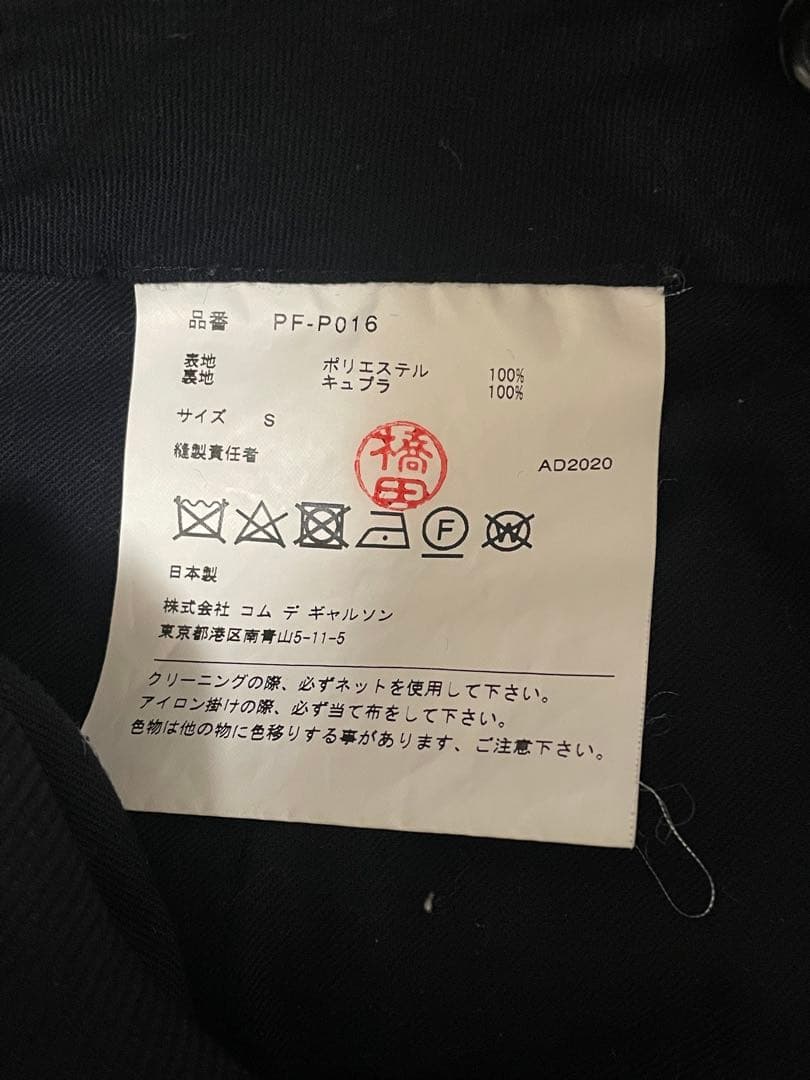 品番 PF-P016
表地 ポリエステル 100%
裏地 キュプラ 100%
サイズ S
縫製責任者 橋田 AD2020
F W
日本製
株式会社 コム デ ギャルソン
東京都港区南青山5-11-5
クリーニングの際、必ずネットを使用して下さい。
アイロン掛けの際、必ず当て布をして下さい。
色物は他の物に色移りする事があります、ご注意下さい。